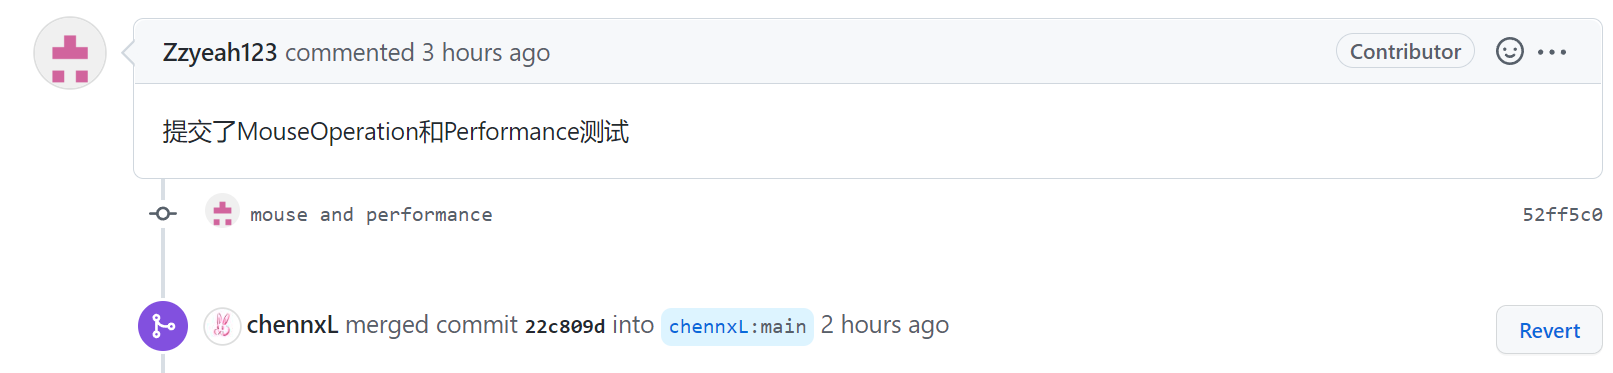 Zzyeah123 commented 3 hours ago Contributor
提交了MouseOperation和Performance测试
mouse and performance 52ff5c0
chennxL merged commit 22c809d into chennxL:main 2 hours ago Revert